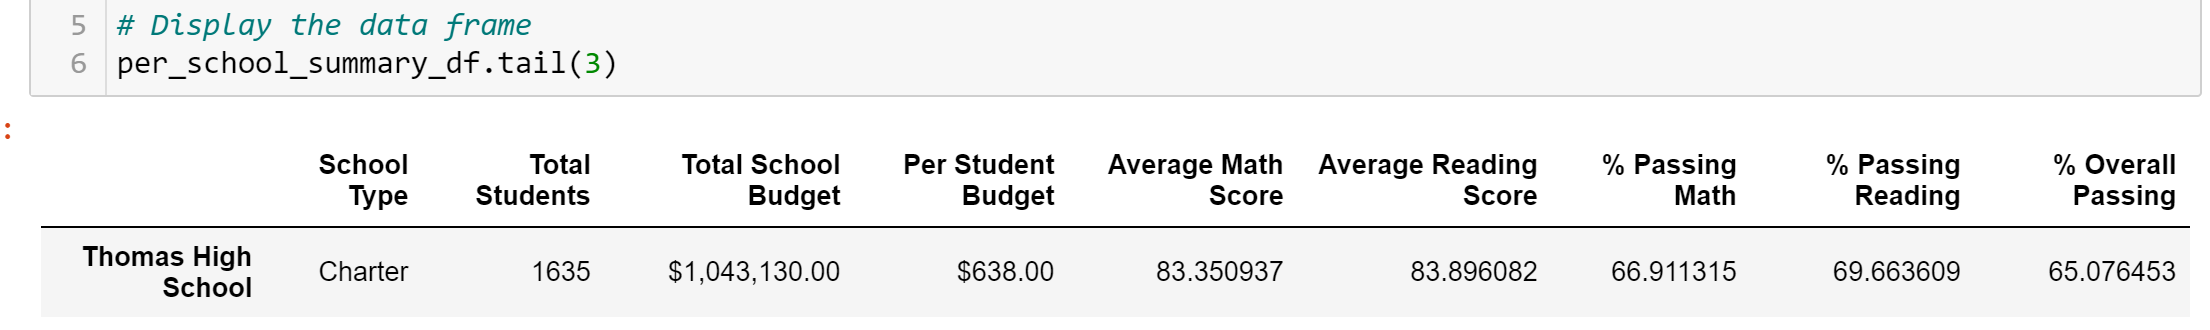 5 # Display the data frame
6 per_school_summary_df.tail(3)
:
School Total Total School Per Student Average Math Average Reading % Passing % Passing % Overall
Type Students Budget Budget Score Score Math Reading Passing
Thomas High
School Charter 1635 $1,043,130.00 $638.00 83.350937 83.896082 66.911315 69.663609 65.076453